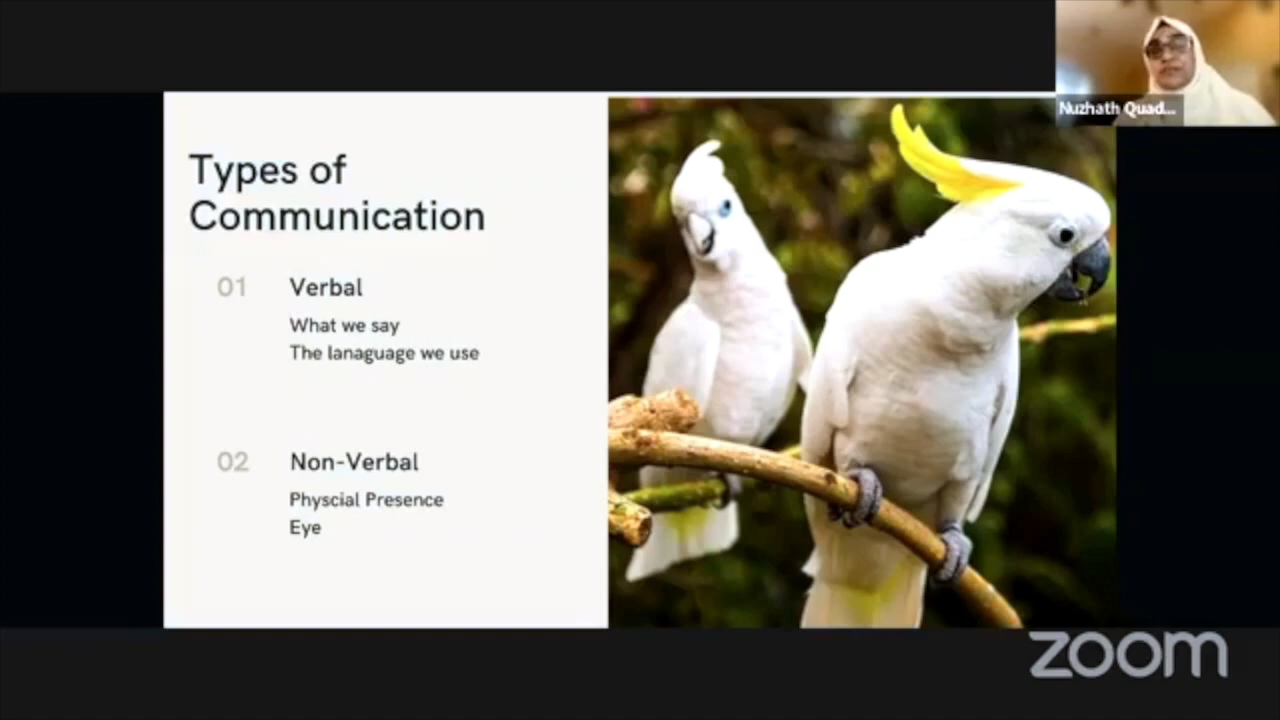 Nuzhath Quad...
Types of
Communication
01 Verbal
What we say
The lanaguage we use
02 Non-Verbal
Physcial Presence
Eye
zoom